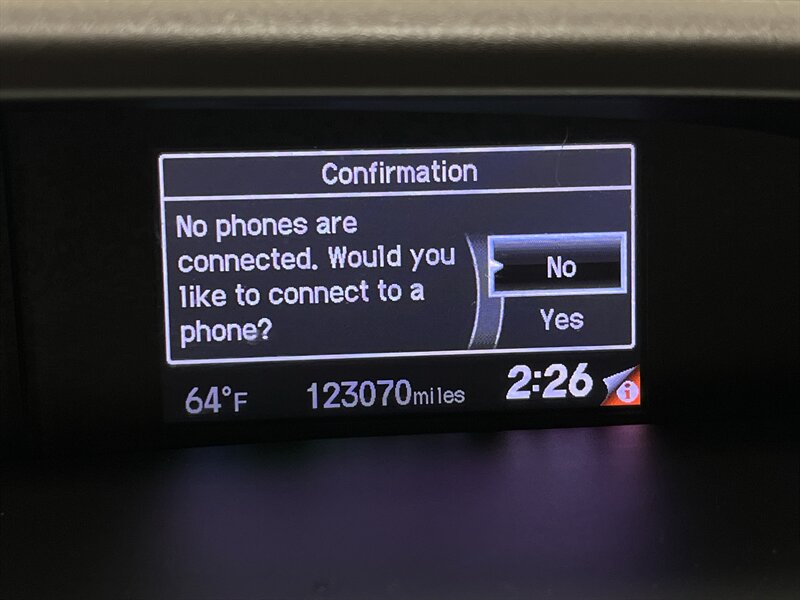 Confirmation
No phones are
connected. Would you
like to connect to a
phone?
No
Yes
64°F 123070miles 2:26 i